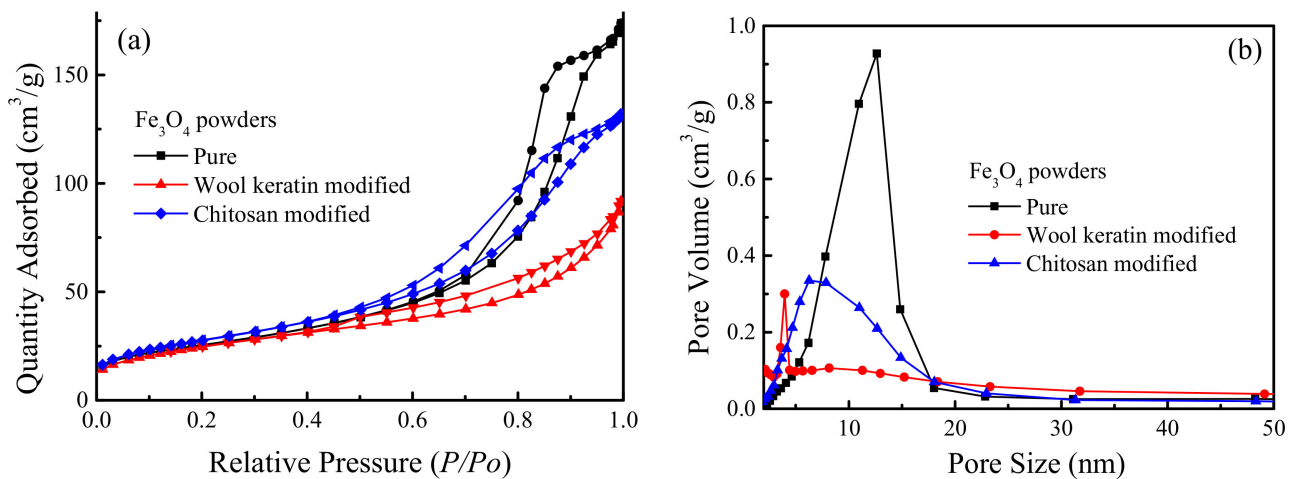 (a)
Quantity Adsorbed (cm³/g)
150
100
50
0
Fe₃O₄ powders
Pure
Wool keratin modified
Chitosan modified
0.0 0.2 0.4 0.6 0.8 1.0
Relative Pressure (P/Po)
(b)
Pore Volume (cm³/g)
1.0
0.8
0.6
0.4
0.2
0.0
Fe₃O₄ powders
Pure
Wool keratin modified
Chitosan modified
10 20 30 40 50
Pore Size (nm)